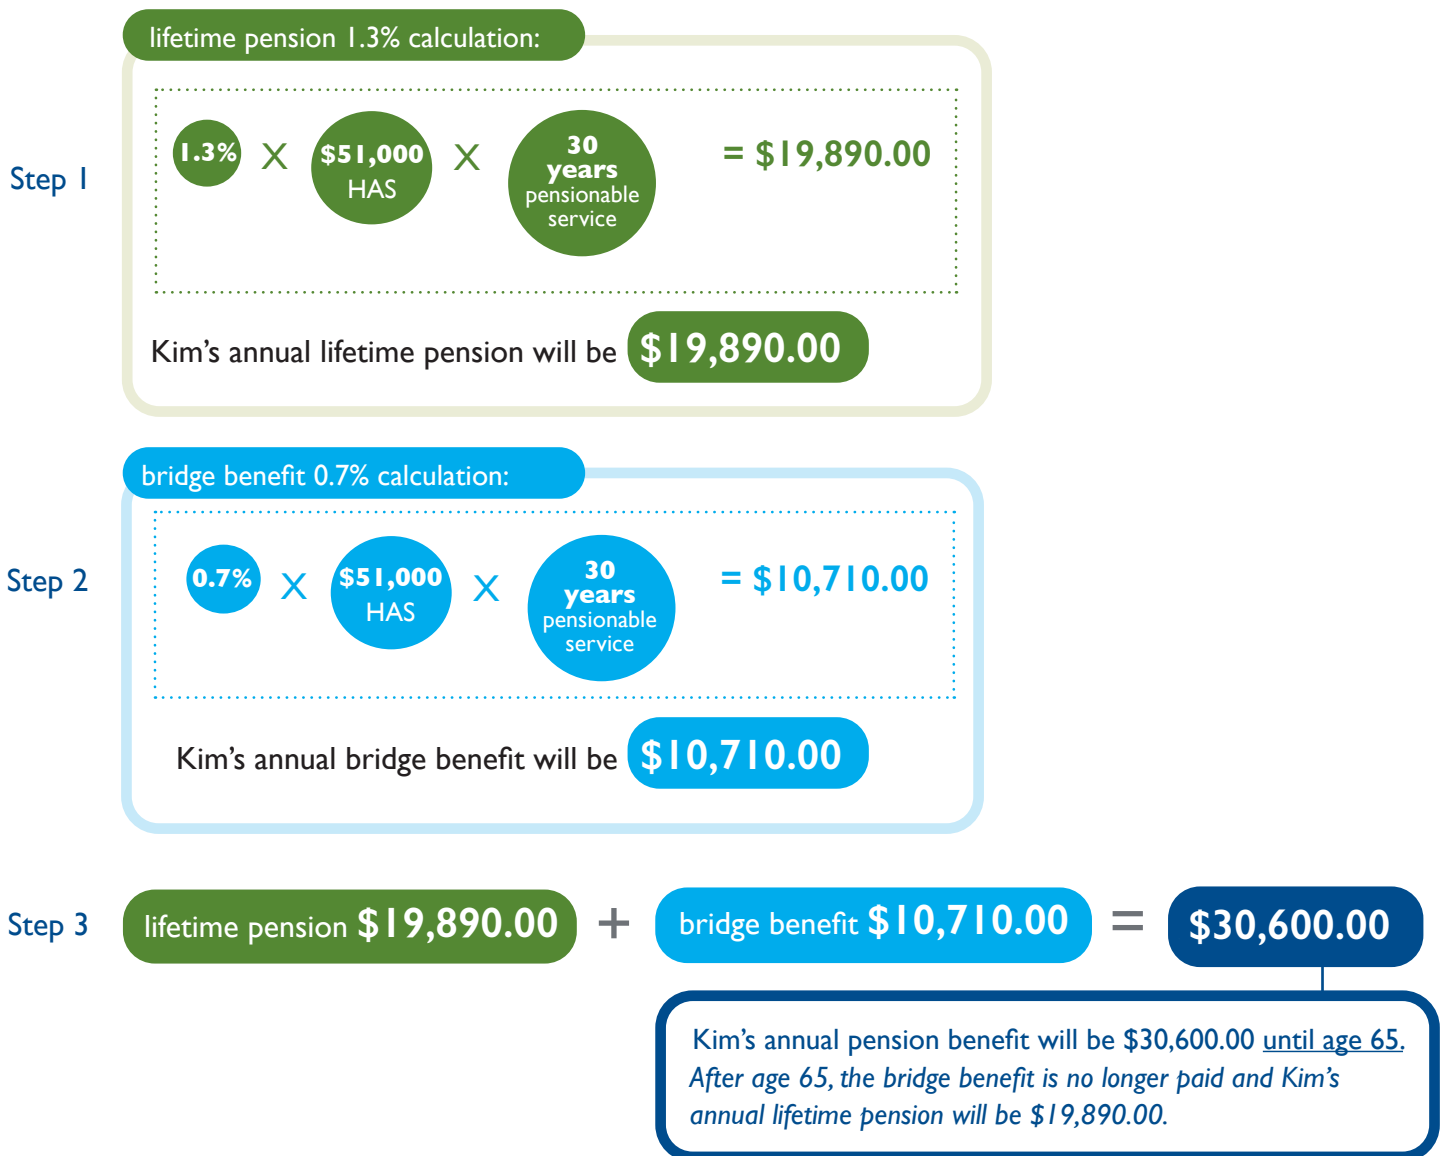 lifetime pension 1.3% calculation:
Step 1
1.3% X $51,000 HAS X 30 years pensionable service = $19,890.00
Kim's annual lifetime pension will be $19,890.00
bridge benefit 0.7% calculation:
Step 2
0.7% X $51,000 HAS X 30 years pensionable service = $10,710.00
Kim's annual bridge benefit will be $10,710.00
Step 3 lifetime pension $19,890.00 + bridge benefit $10,710.00 = $30,600.00
Kim's annual pension benefit will be $30,600.00 until age 65.
After age 65, the bridge benefit is no longer paid and Kim's
annual lifetime pension will be $19,890.00.